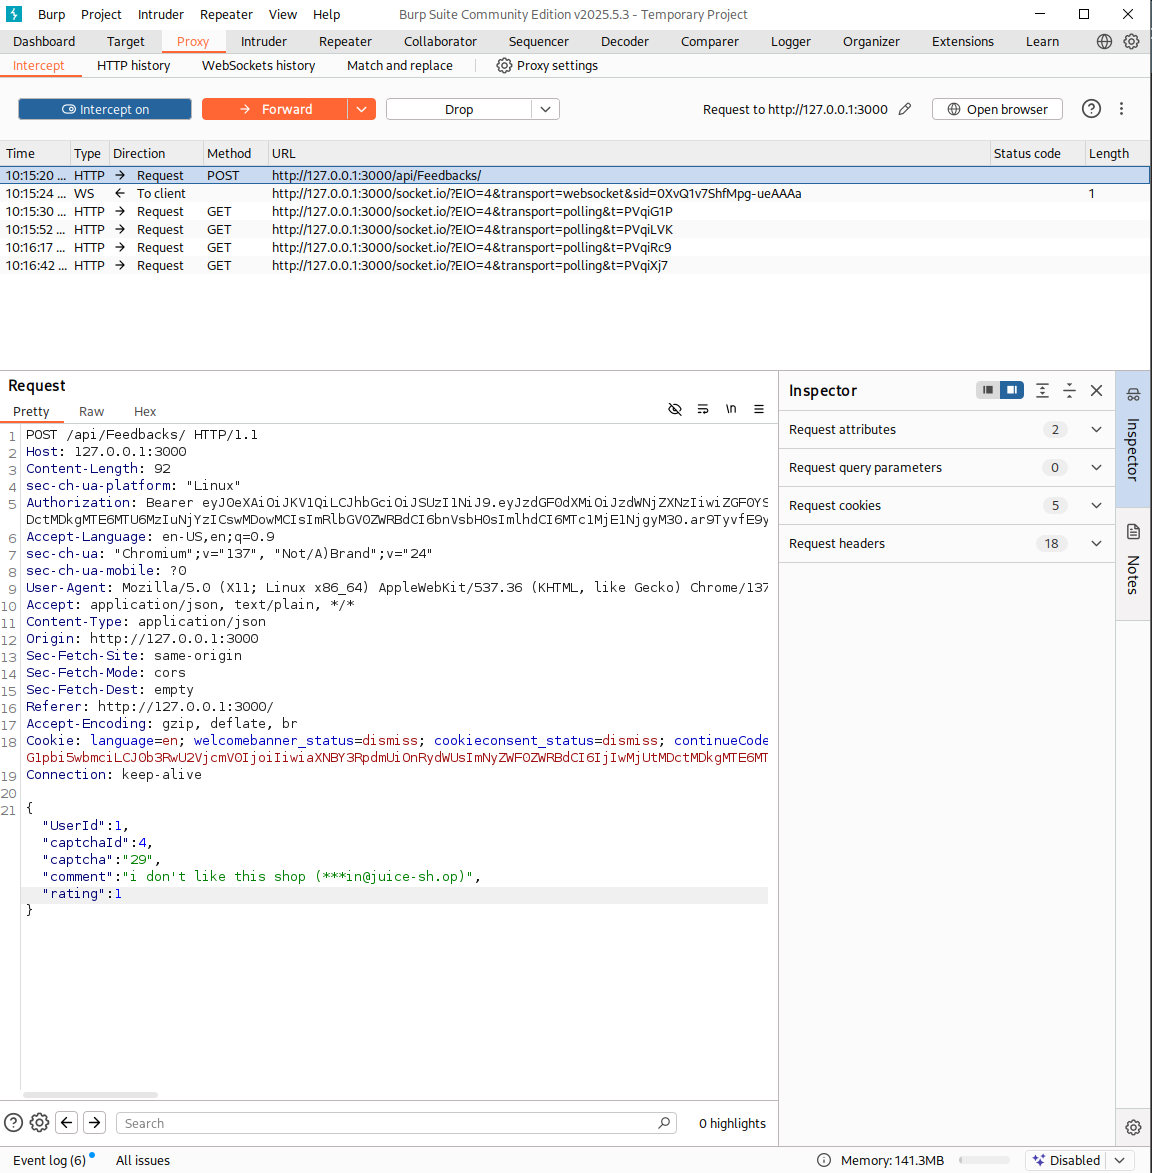 Burp Project Intruder Repeater View Help Burp Suite Community Edition v2025.5.3 - Temporary Project
Dashboard Target Proxy Intruder Repeater Collaborator Sequencer Decoder Comparer Logger Organizer Extensions Learn
Intercept HTTP history WebSockets history Match and replace Proxy settings
Intercept on Forward Drop Request to http://127.0.0.1:3000 Open browser
Time Type Direction Method URL Status code Length
10:15:20 ... HTTP → Request POST http://127.0.0.1:3000/api/Feedbacks/
10:15:24 ... WS ← To client http://127.0.0.1:3000/socket.io/?EIO=4&transport=websocket&sid=0XvQ1v7ShfMpg-ueAAAa 1
10:15:30 ... HTTP → Request GET http://127.0.0.1:3000/socket.io/?EIO=4&transport=polling&t=PVqiG1P
10:15:52 ... HTTP → Request GET http://127.0.0.1:3000/socket.io/?EIO=4&transport=polling&t=PVqiLVK
10:16:17 ... HTTP → Request GET http://127.0.0.1:3000/socket.io/?EIO=4&transport=polling&t=PVqiRc9
10:16:42 ... HTTP → Request GET http://127.0.0.1:3000/socket.io/?EIO=4&transport=polling&t=PVqiXj7
Request
Pretty Raw Hex \n
1 POST /api/Feedbacks/ HTTP/1.1
2 Host: 127.0.0.1:3000
3 Content-Length: 92
4 sec-ch-ua-platform: "Linux"
5 Authorization: Bearer eyJ0eXAiOiJKV1QiLCJhbGciOiJSUzI1NiJ9.eyJzdGF0dXMiOiJzdWNjZXNzIiwiZGF0YS
DctMDkgMTE6MTU6MzIuNjYzICswMDowMCIsImRlbGV0ZWRBdCI6bnVsbH0sImlhdCI6MTc1MjE1NjgyM30.ar9TyvfE9y
6 Accept-Language: en-US,en;q=0.9
7 sec-ch-ua: "Chromium";v="137", "Not/A)Brand";v="24"
8 sec-ch-ua-mobile: ?0
9 User-Agent: Mozilla/5.0 (X11; Linux x86_64) AppleWebKit/537.36 (KHTML, like Gecko) Chrome/137
10 Accept: application/json, text/plain, */*
11 Content-Type: application/json
12 Origin: http://127.0.0.1:3000
13 Sec-Fetch-Site: same-origin
14 Sec-Fetch-Mode: cors
15 Sec-Fetch-Dest: empty
16 Referer: http://127.0.0.1:3000/
17 Accept-Encoding: gzip, deflate, br
18 Cookie: language=en; welcomebanner_status=dismiss; cookieconsent_status=dismiss; continueCode
G1pbi5wbmciLCJ0b3RwU2VjcmV0IjoiIiwiaXNBY3RpdmUiOnRydWUsImNyZWF0ZWRBdCI6IjIwMjUtMDctMDkgMTE6MT
19 Connection: keep-alive
20
21 {
"UserId":1,
"captchaId":4,
"captcha":"29",
"comment":"i don't like this shop (***in@juice-sh.op)",
"rating":1
}
Inspector
Request attributes 2
Request query parameters 0
Request cookies 5
Request headers 18
Inspector
Notes
Search 0 highlights
Event log (6) All issues Memory: 141.3MB Disabled